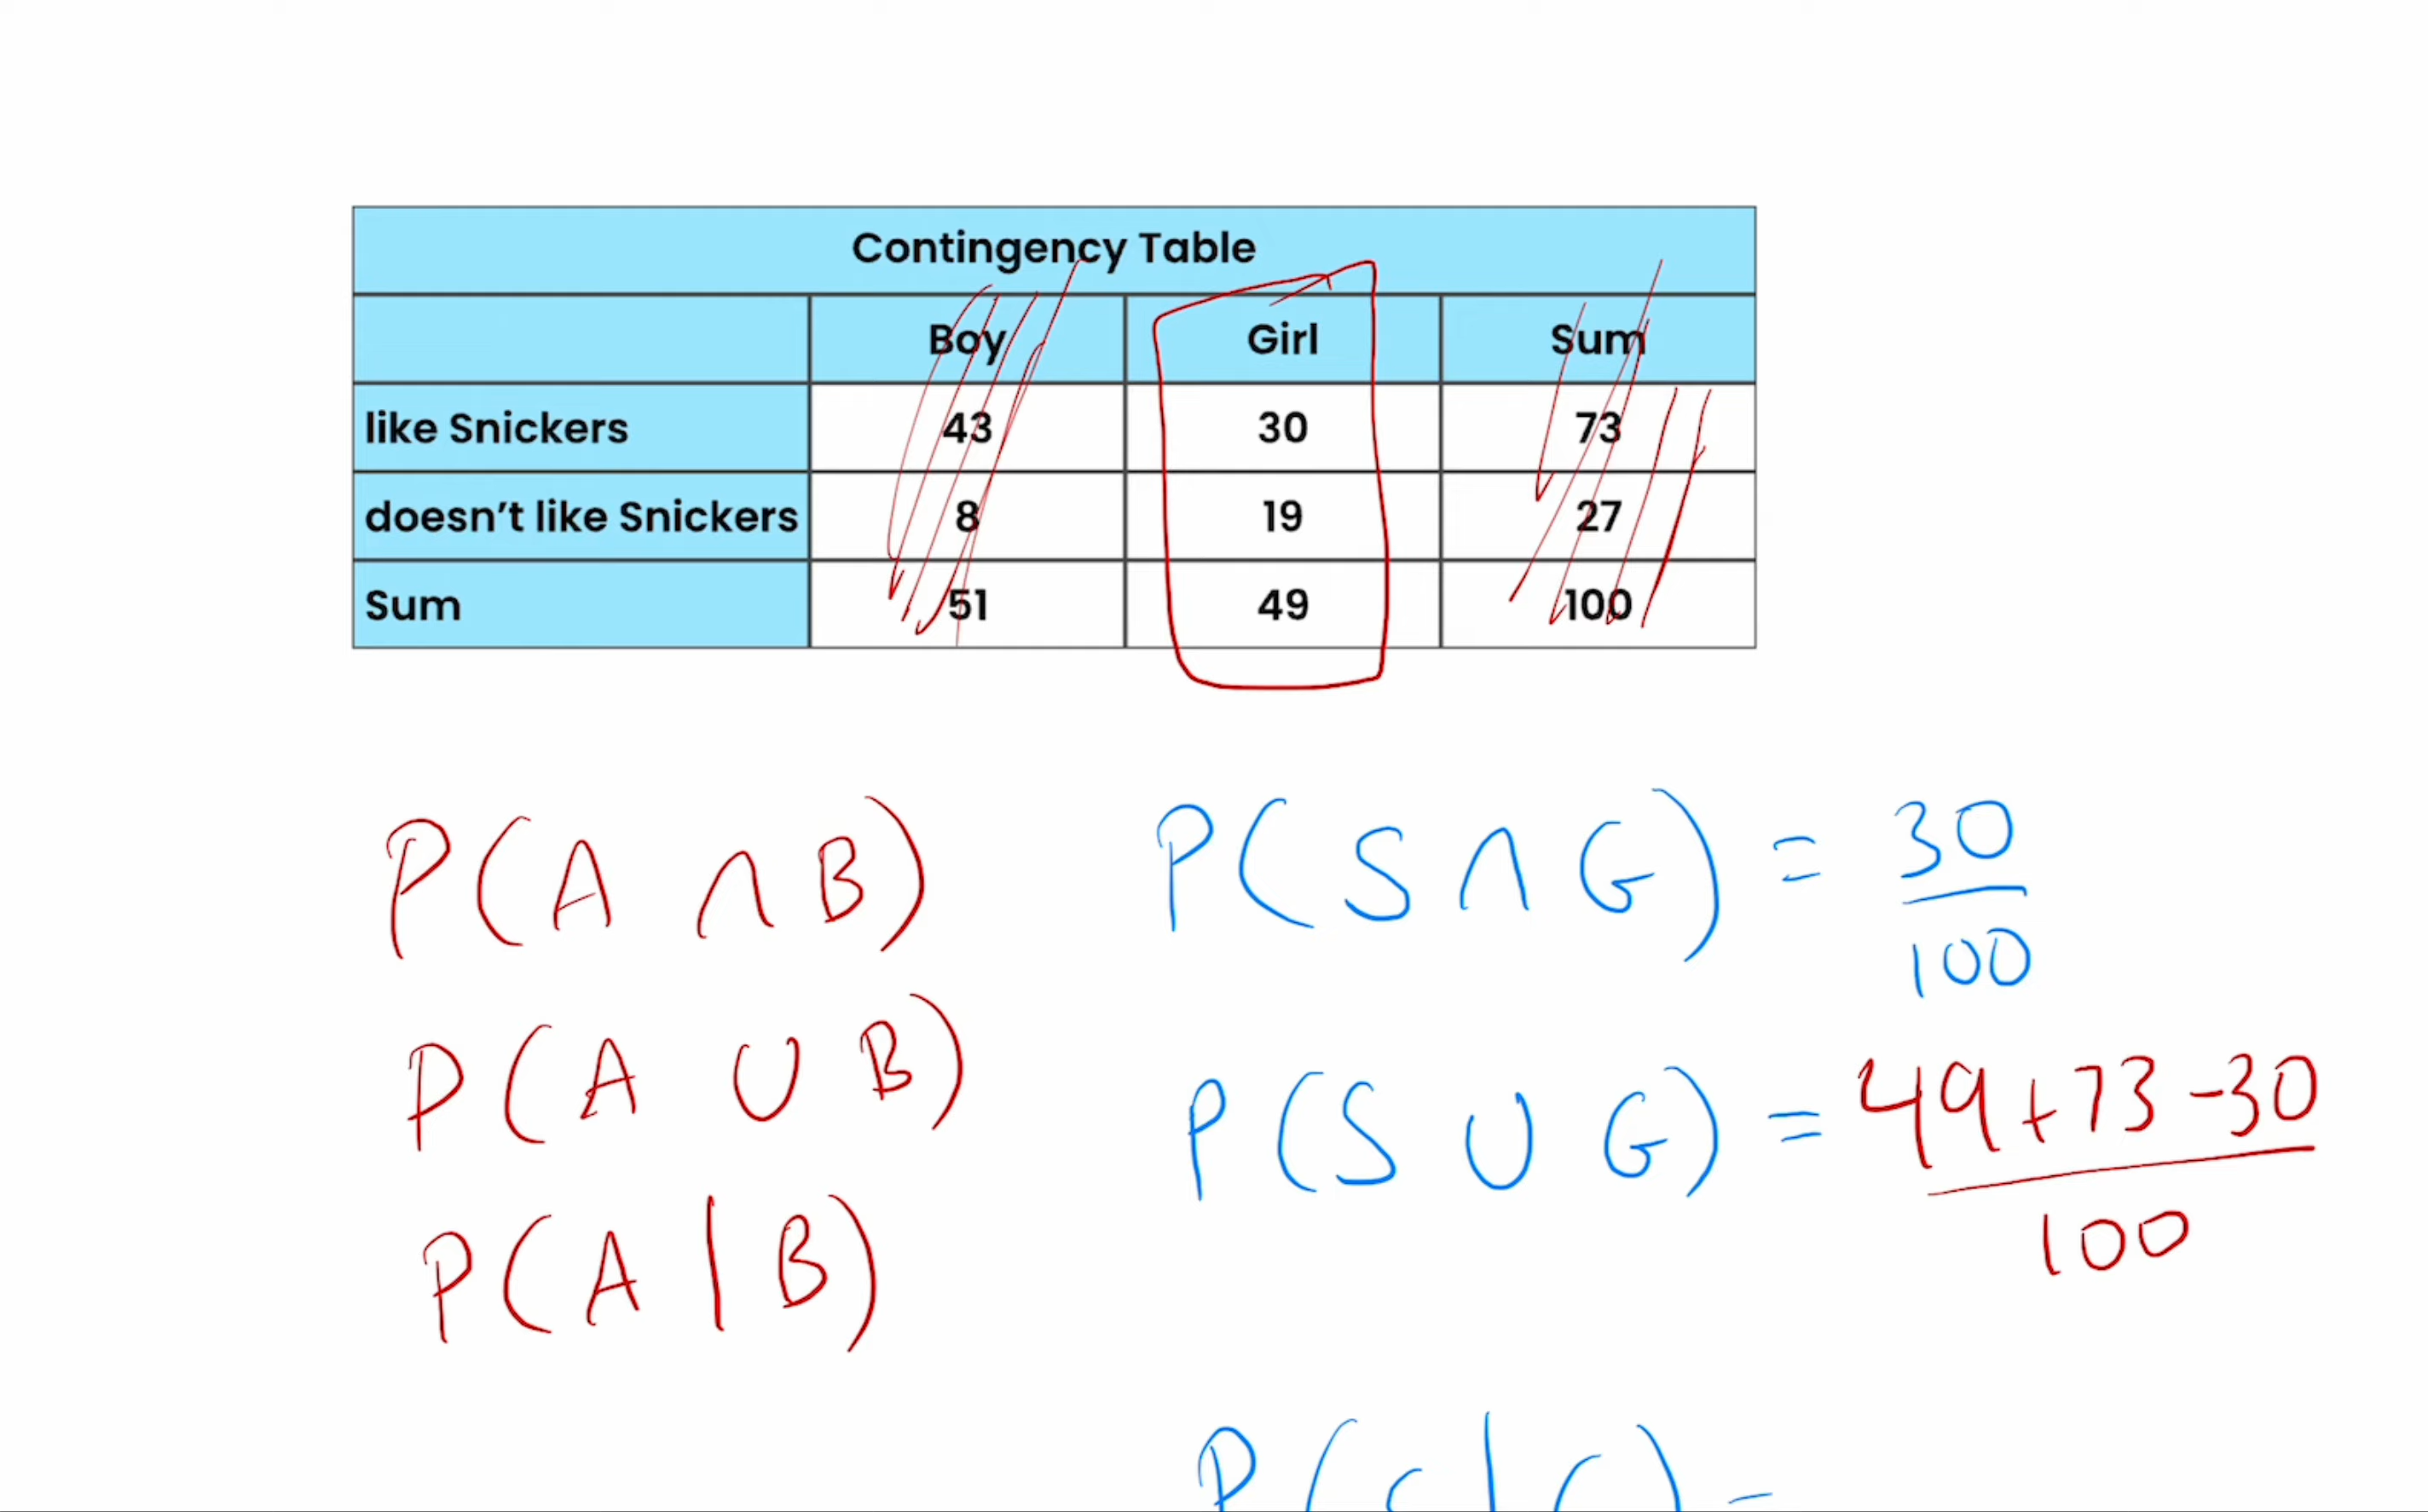 Contingency Table
Boy Girl Sum
like Snickers 43 30 73
doesn't like Snickers 8 19 27
Sum 51 49 100
P(A ∩ B) P(S ∩ G) = 30/100
P(A ∪ B) P(S ∪ G) = 49+73-30/100
P(A | B)
P(S | G) =